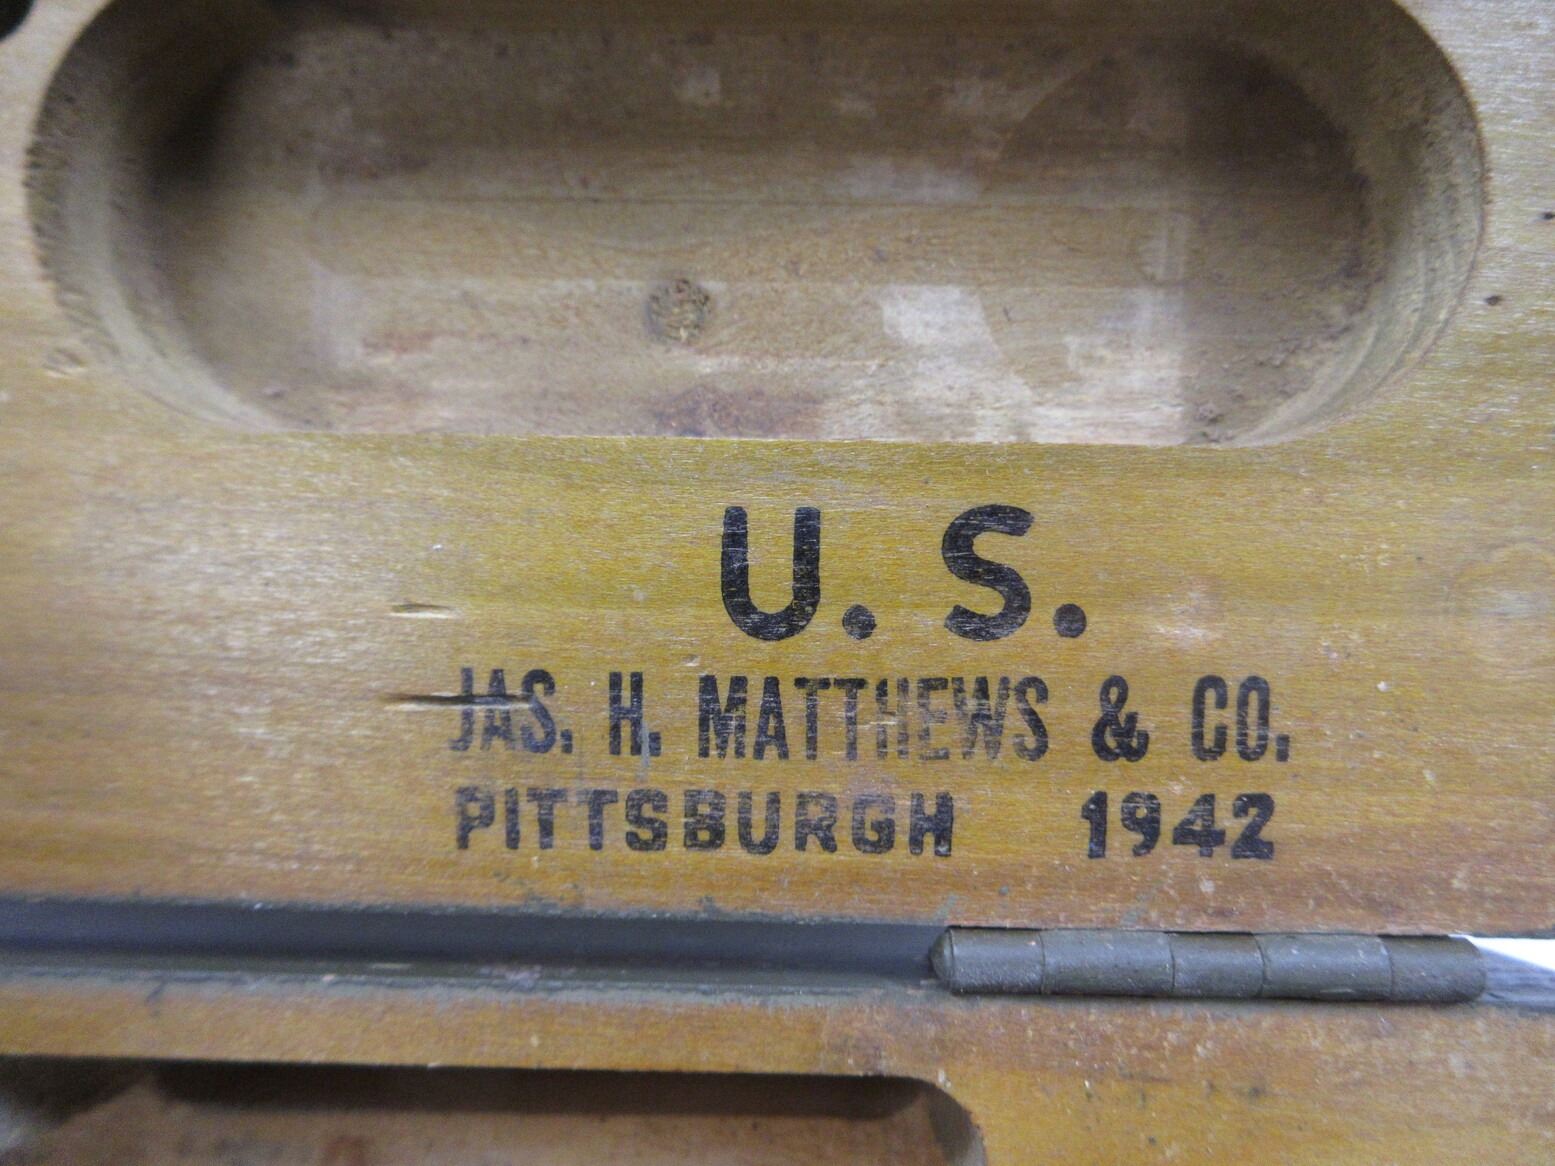 U. S.
JAS. H. MATTHEWS & CO.
PITTSBURGH 1942